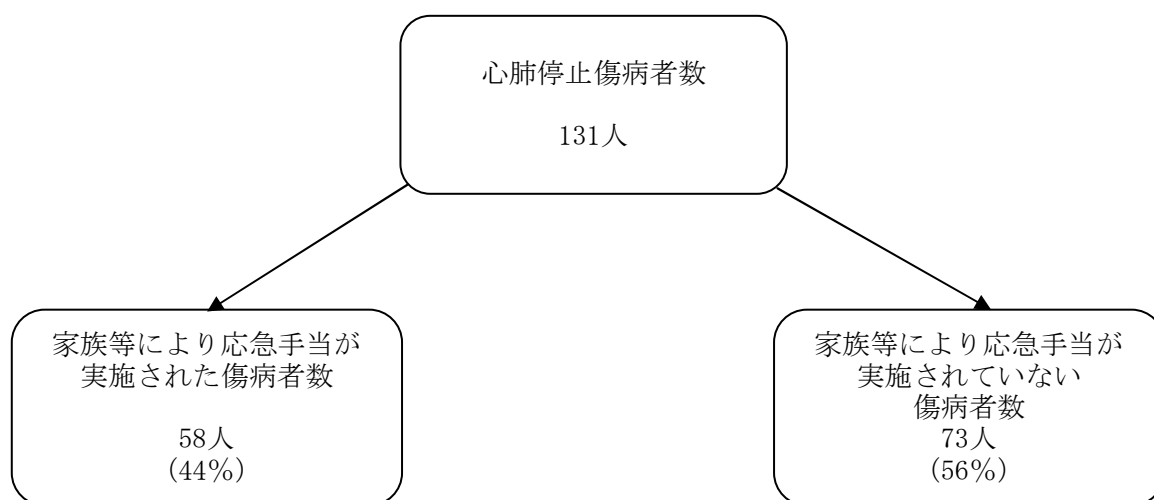 心肺停止傷病者数
131人
家族等により応急手当が
実施された傷病者数
58人
(44%)
家族等により応急手当が
実施されていない
傷病者数
73人
(56%)